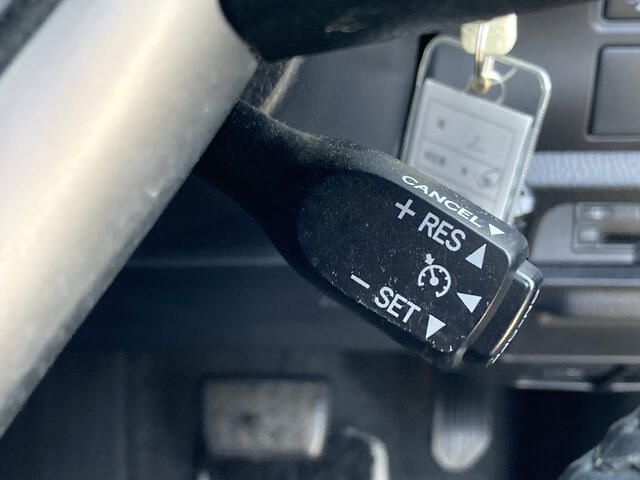 CANCEL ▼
+ RES ▲
- SET ▼